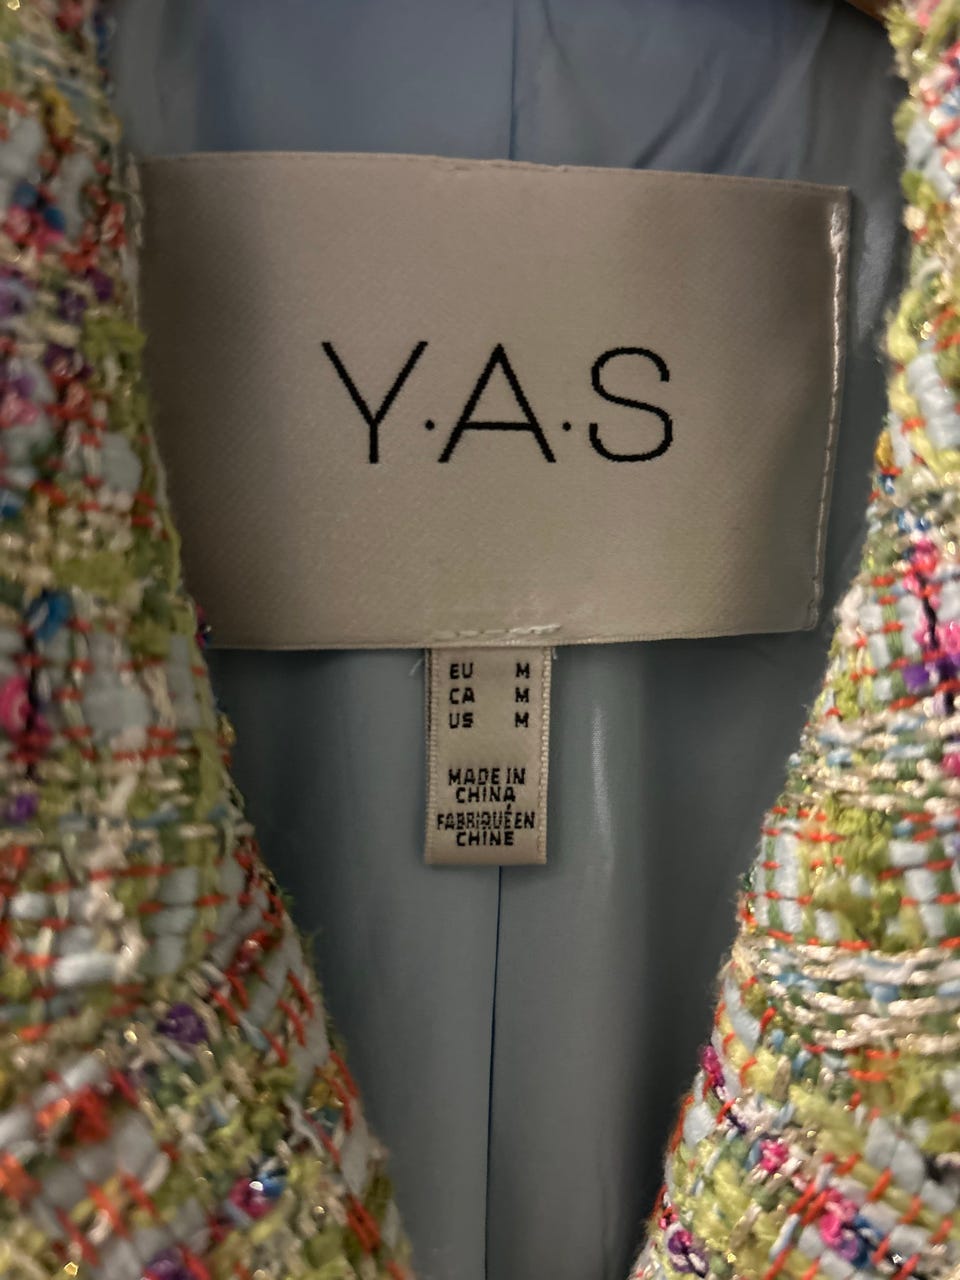 Y·A·S
EU M
CA M
US M
MADE IN
CHINA
FABRIQUÉ EN
CHINE